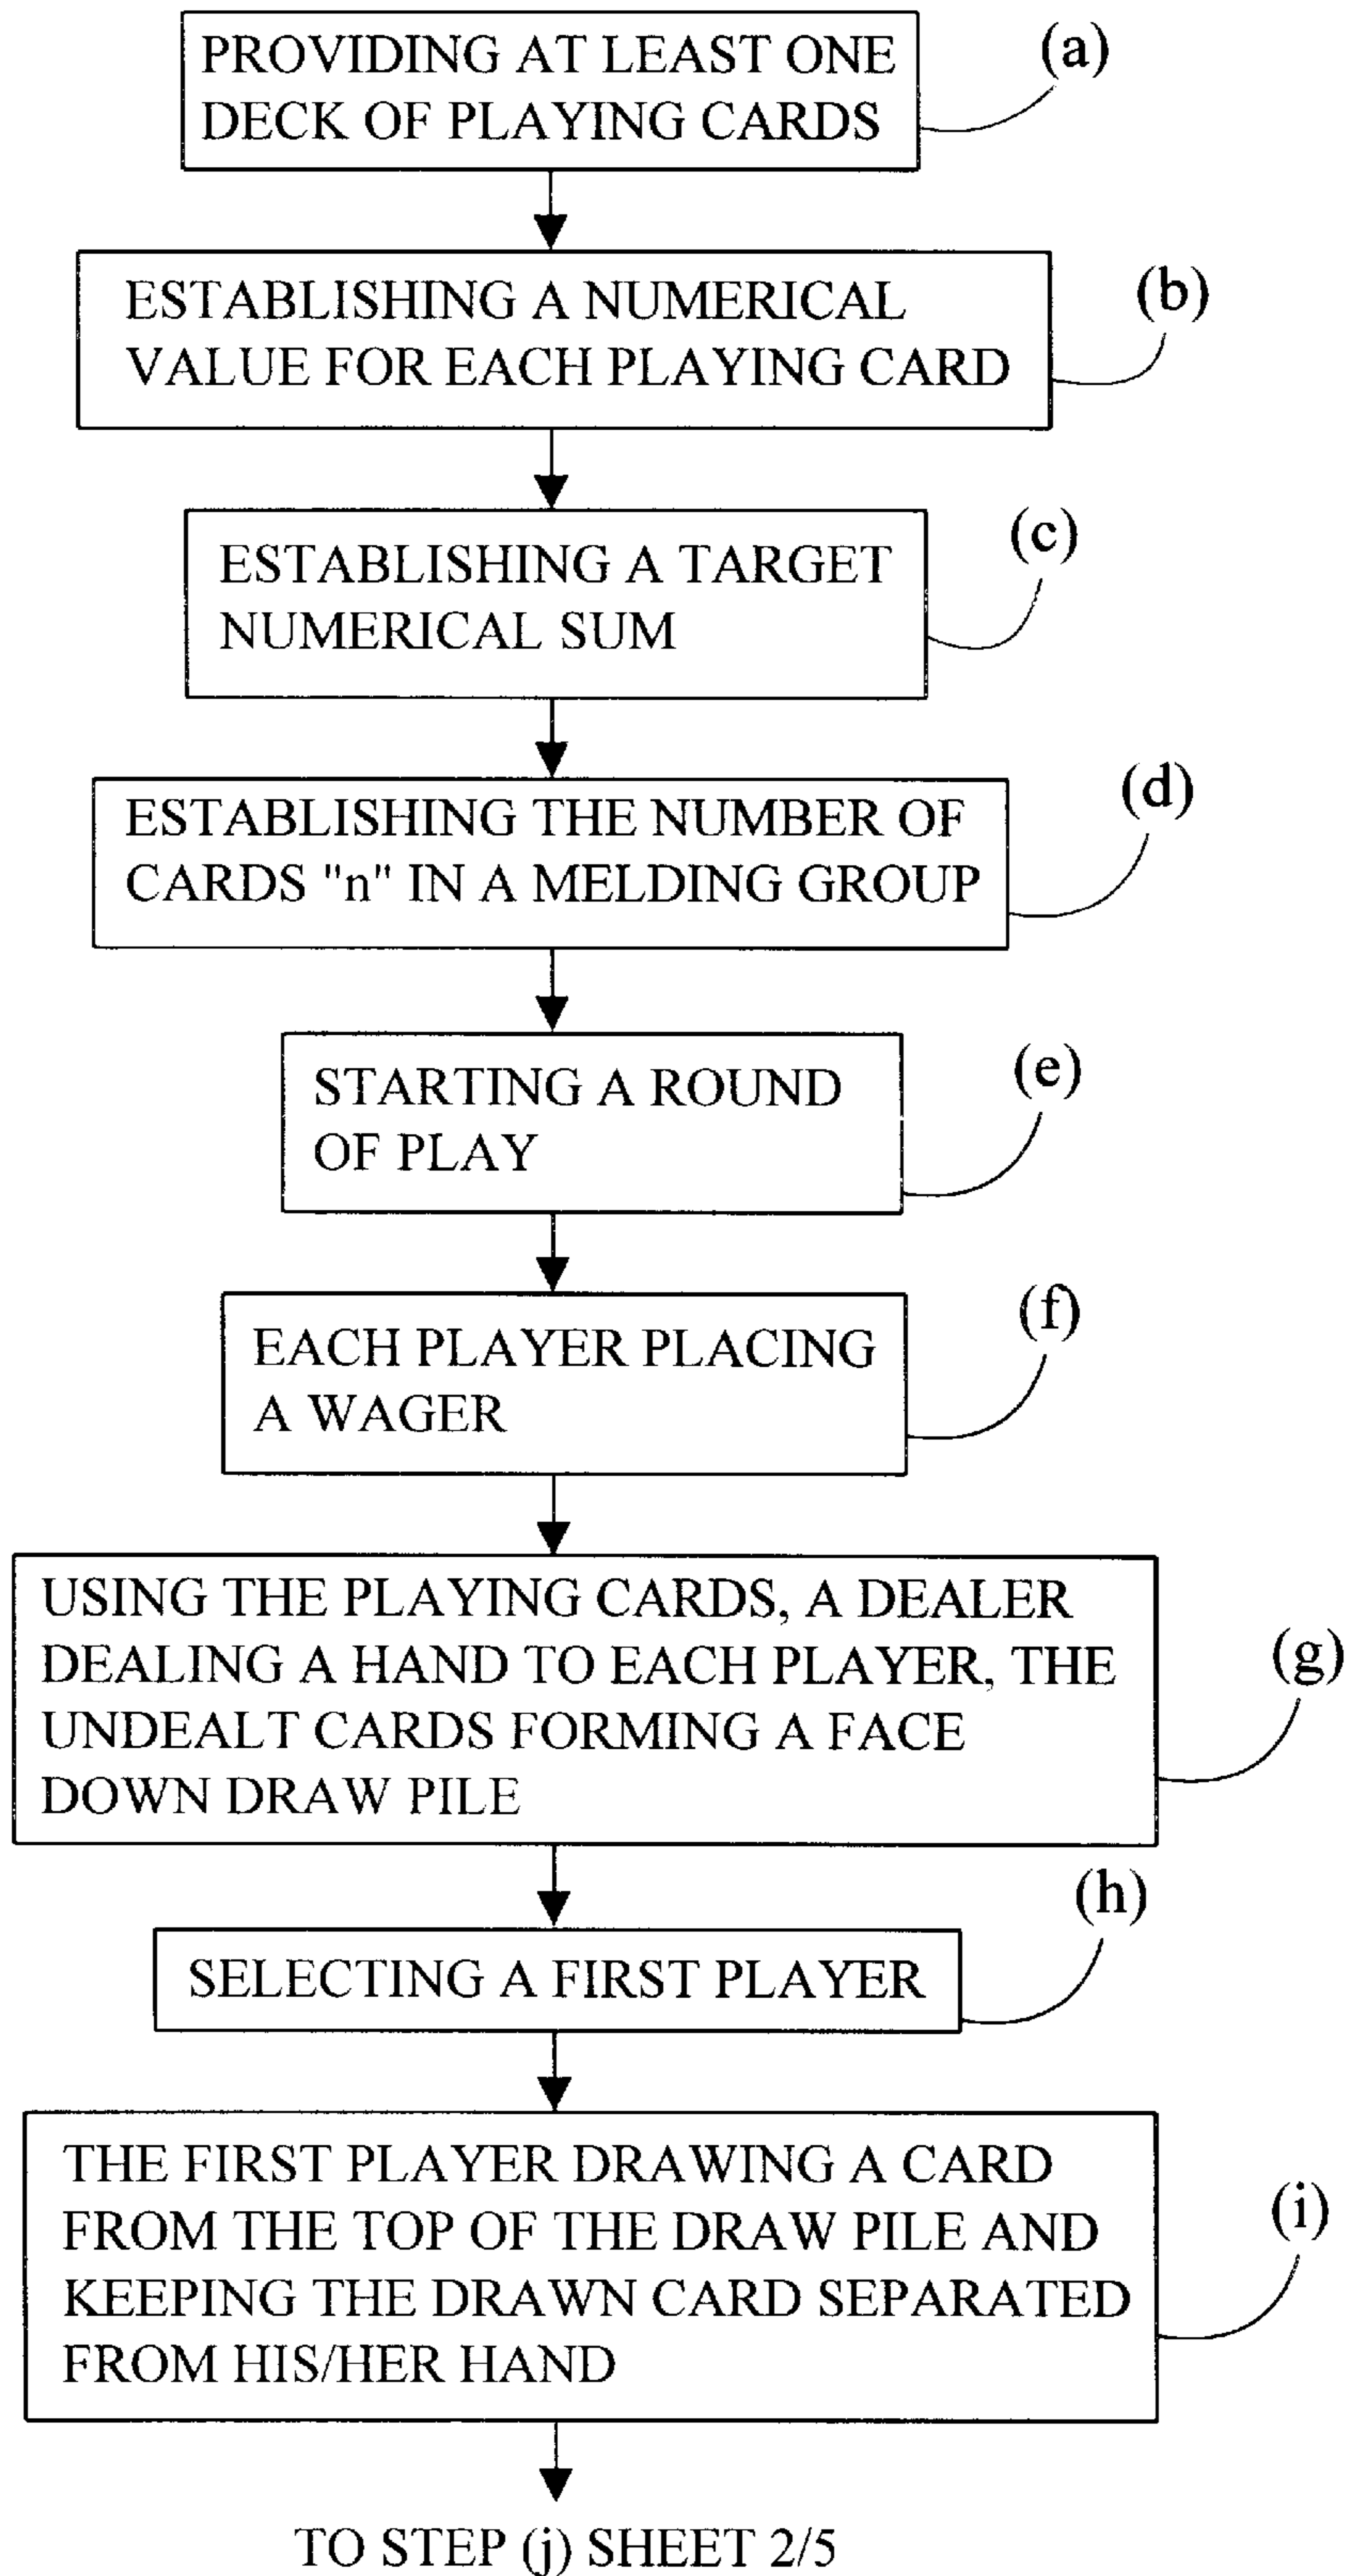 PROVIDING AT LEAST ONE
DECK OF PLAYING CARDS
(a)
ESTABLISHING A NUMERICAL
VALUE FOR EACH PLAYING CARD
(b)
ESTABLISHING A TARGET
NUMERICAL SUM
(c)
ESTABLISHING THE NUMBER OF
CARDS "n" IN A MELDING GROUP
(d)
STARTING A ROUND
OF PLAY
(e)
EACH PLAYER PLACING
A WAGER
(f)
USING THE PLAYING CARDS, A DEALER
DEALING A HAND TO EACH PLAYER, THE
UNDEALT CARDS FORMING A FACE
DOWN DRAW PILE
(g)
SELECTING A FIRST PLAYER
(h)
THE FIRST PLAYER DRAWING A CARD
FROM THE TOP OF THE DRAW PILE AND
KEEPING THE DRAWN CARD SEPARATED
FROM HIS/HER HAND
(i)
TO STEP (j) SHEET 2/5